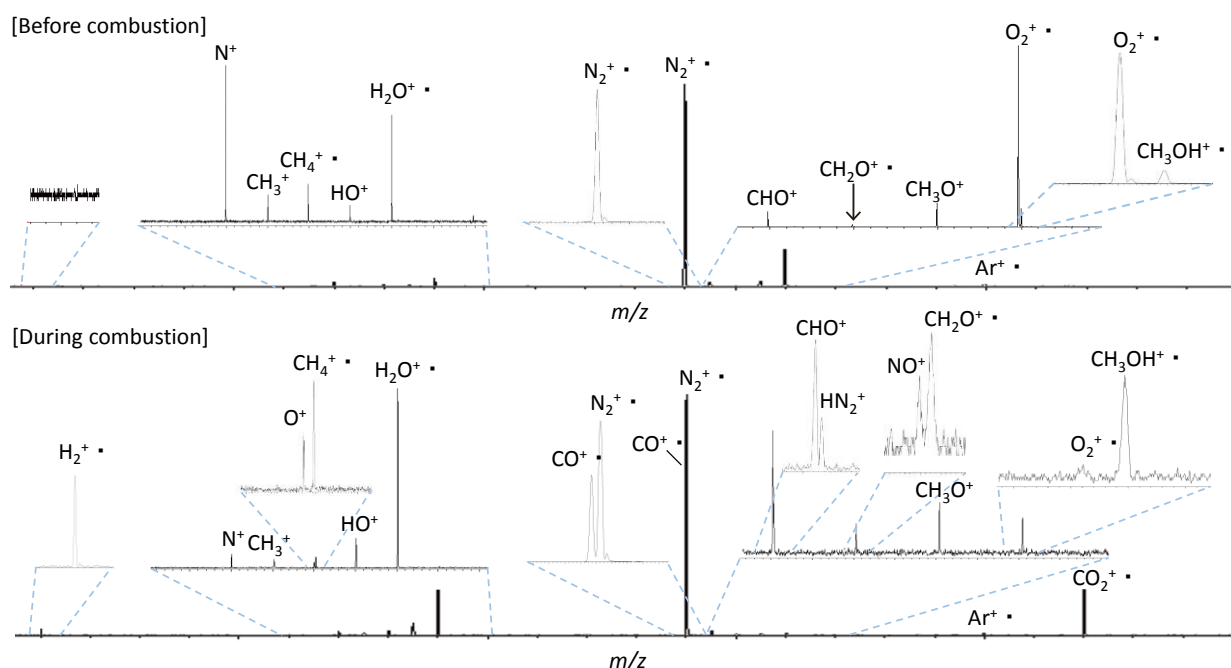 [Before combustion]
N⁺
CH₃⁺
CH₄⁺▪
HO⁺
H₂O⁺▪
N₂⁺▪
N₂⁺▪
CHO⁺
CH₂O⁺▪
CH₃O⁺
O₂⁺▪
O₂⁺▪
CH₃OH⁺▪
Ar⁺▪
m/z
[During combustion]
H₂⁺▪
N⁺
CH₃⁺
O⁺
CH₄⁺▪
HO⁺
H₂O⁺▪
CO⁺▪
N₂⁺▪
CO⁺▪
N₂⁺▪
CHO⁺
HN₂⁺
NO⁺
CH₂O⁺▪
CH₃O⁺
O₂⁺▪
CH₃OH⁺▪
Ar⁺▪
CO₂⁺▪
m/z